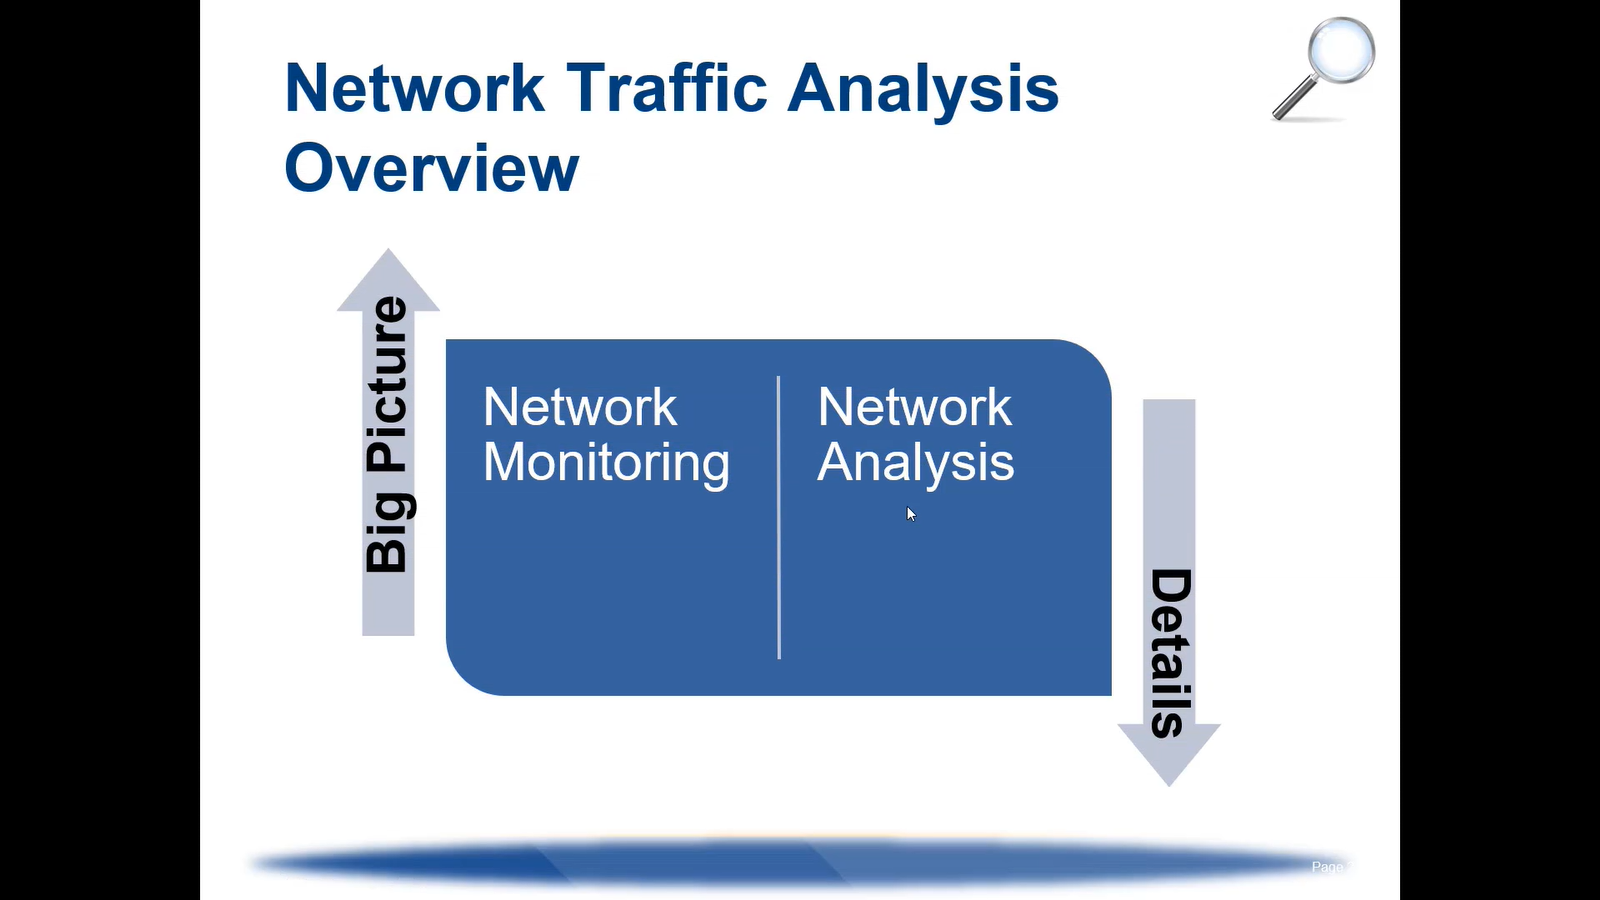 Network Traffic Analysis
Overview
Big Picture
Network
Monitoring
Network
Analysis
Details
Page